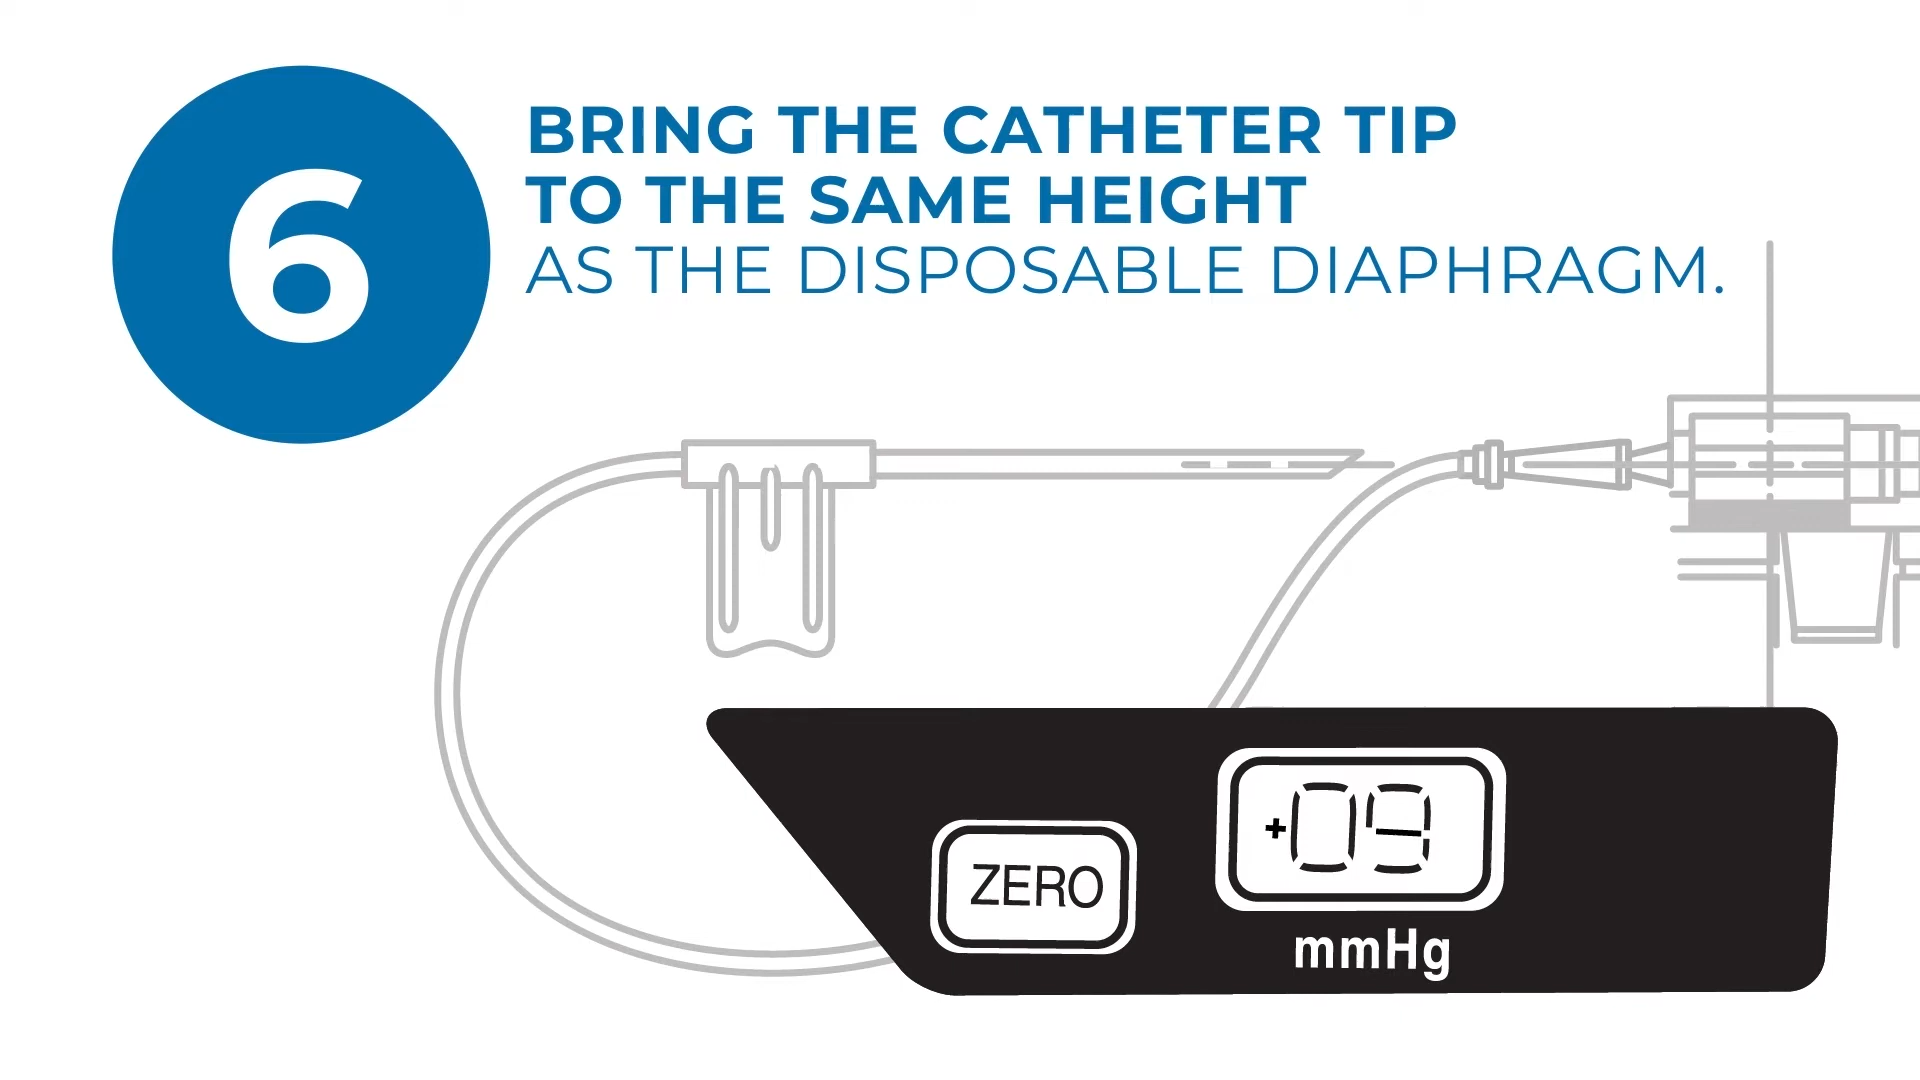 6
BRING THE CATHETER TIP
TO THE SAME HEIGHT
AS THE DISPOSABLE DIAPHRAGM.
+09
ZERO
mmHg